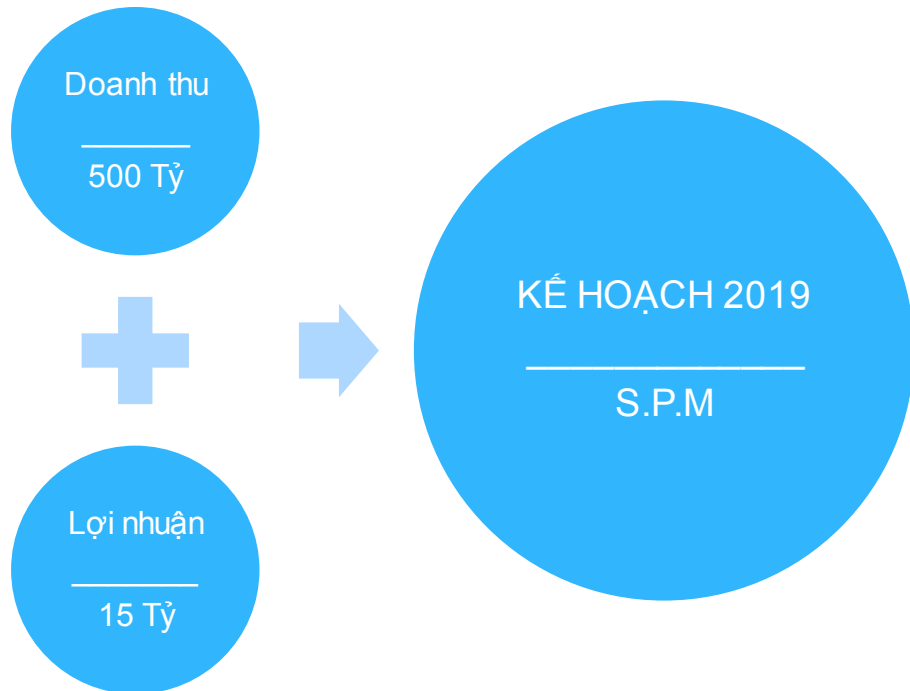 Doanh thu
500 Tỷ
KẾ HOẠCH 2019
S.P.M
Lợi nhuận
15 Tỷ